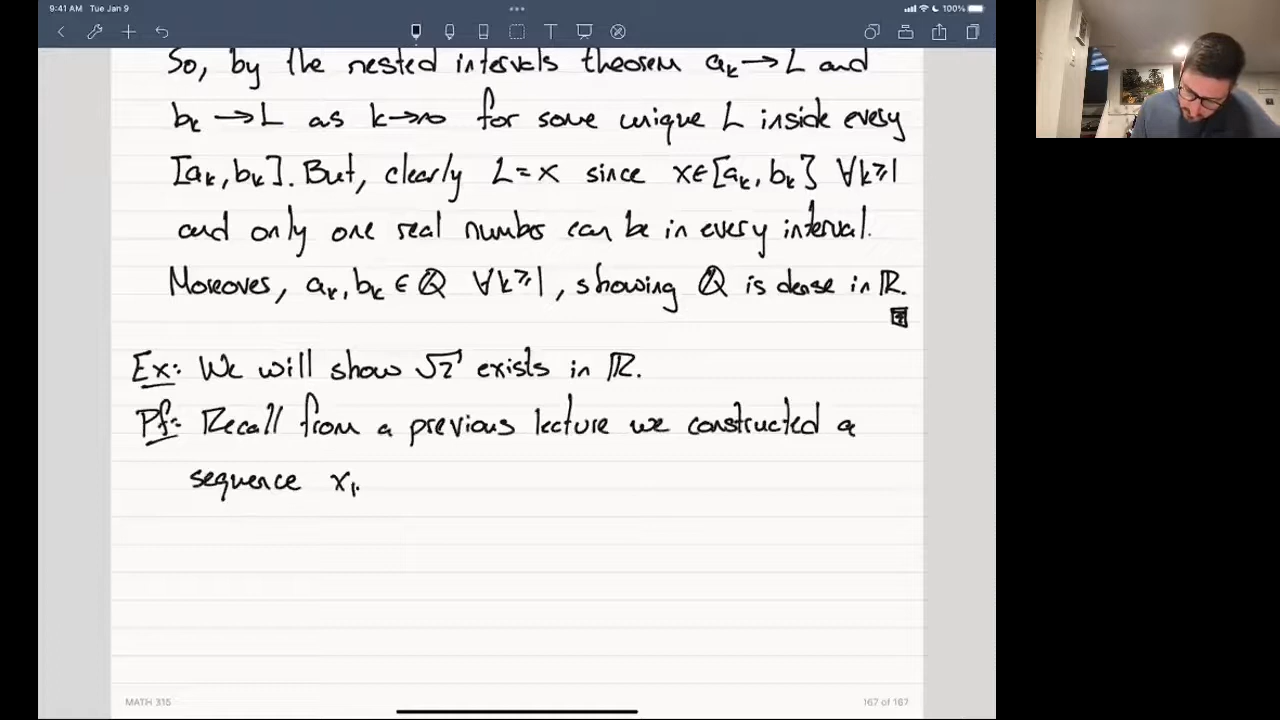 9:41 AM Tue Jan 9
100%
So, by the nested intervals theorem aₖ → L and
bₖ → L as k→∞ for some unique L inside every
[aₖ, bₖ]. But, clearly L = x since x∈[aₖ, bₖ] ∀k≥1
and only one real number can be in every interval.
Moreover, aₖ, bₖ ∈ ℚ ∀k≥1, showing ℚ is dense in ℝ.
Ex: We will show √2 exists in ℝ.
Pf: Recall from a previous lecture we constructed a
sequence x
MATH 315
167 of 167